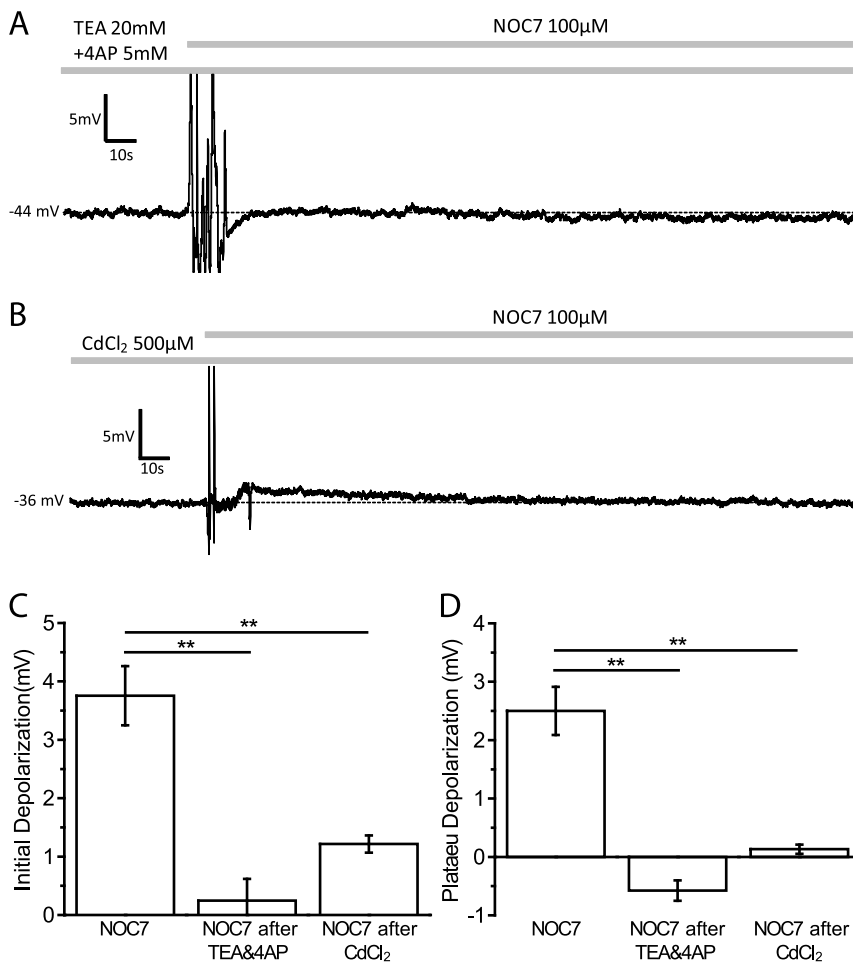 A
TEA 20mM
+4AP 5mM
NOC7 100µM
5mV
10s
-44 mV
B
NOC7 100µM
CdCl₂ 500µM
5mV
10s
-36 mV
C
Initial Depolarization(mV)
5
4
3
2
1
0
**
**
NOC7
NOC7 after
TEA&4AP
NOC7 after
CdCl₂
D
Plataeu Depolarization (mV)
4
3
2
1
0
-1
**
**
NOC7
NOC7 after
TEA&4AP
NOC7 after
CdCl₂